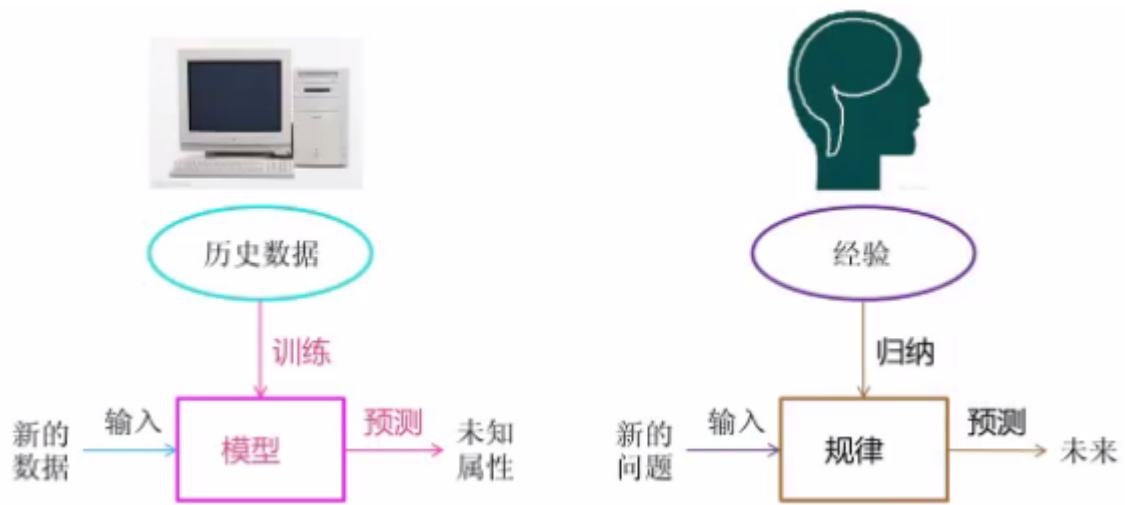 历史数据
训练
新的
数据
输入
模型
预测
未知
属性
经验
归纳
新的
问题
输入
规律
预测
未来